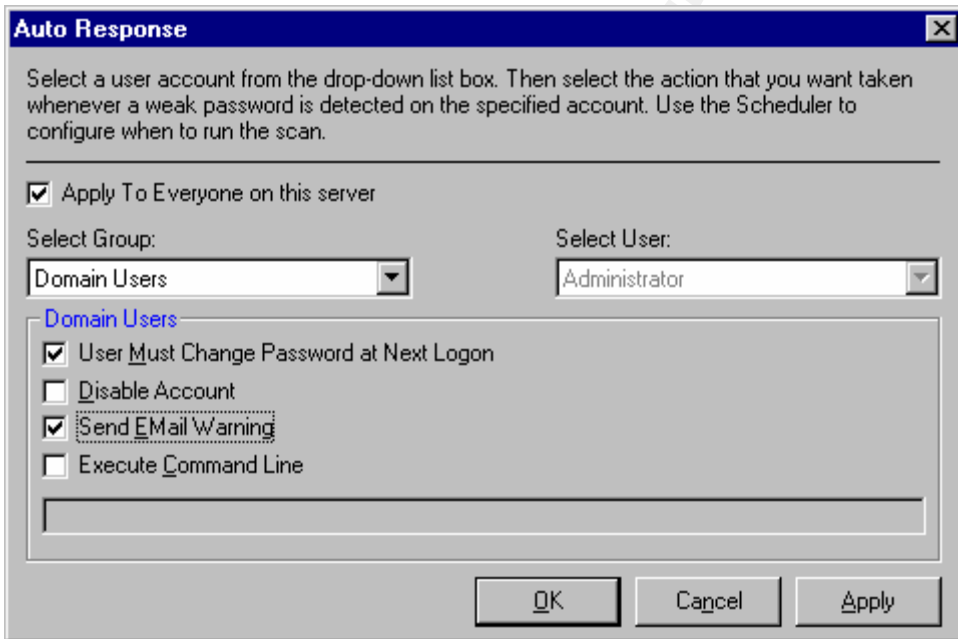 Auto Response
Select a user account from the drop-down list box. Then select the action that you want taken
whenever a weak password is detected on the specified account. Use the Scheduler to
configure when to run the scan.
Apply To Everyone on this server
Select Group:
Select User:
Domain Users
Administrator
Domain Users
User Must Change Password at Next Logon
Disable Account
Send EMail Warning
Execute Command Line
OK
Cancel
Apply